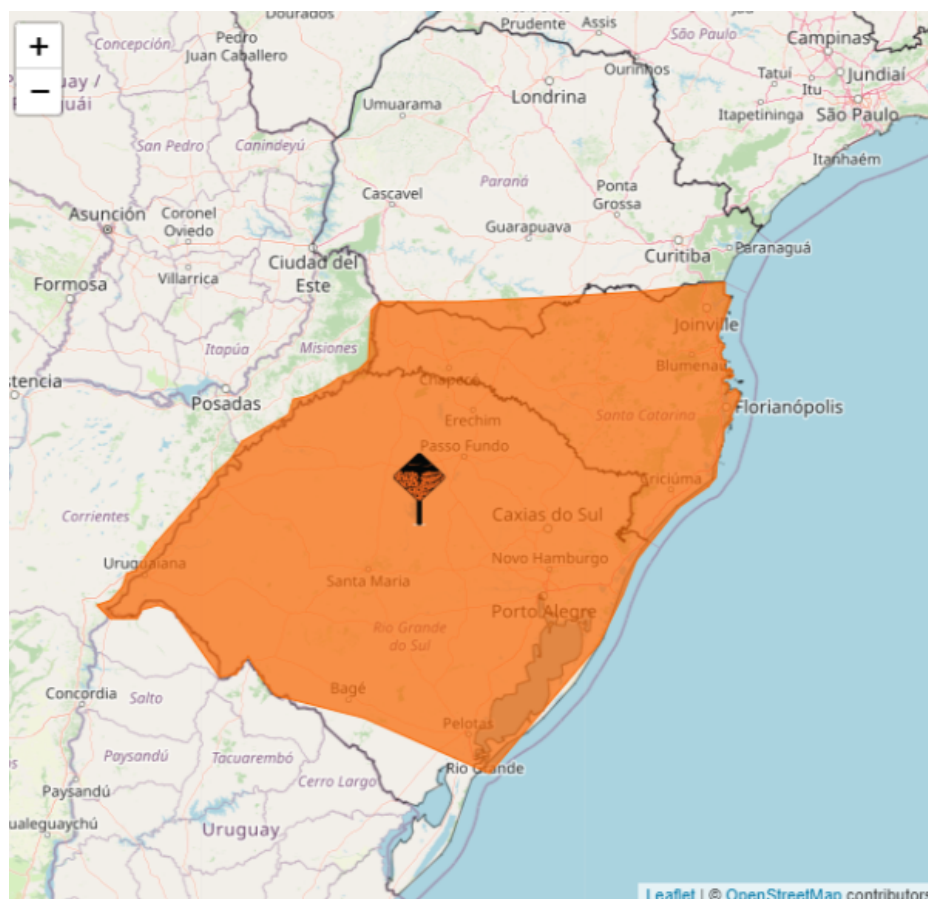 +
−
Dourados
Pedro
Juan Caballero
Concepción
Presidente
Prudente
Assis
São Paulo
Campinas
Ourinhos
Tatuí
Jundiaí
Itu
Londrina
Umuarama
Itapetininga
São Paulo
San Pedro
Canindeyú
Itanhaém
Cascavel
Paraná
Ponta
Grossa
Asunción
Coronel
Oviedo
Guarapuava
Curitiba
Paranaguá
Ciudad del
Este
Villarrica
Formosa
Joinville
Itapúa
Misiones
Blumenau
Chapecó
stencia
Posadas
Erechim
Santa Catarina
Florianópolis
Passo Fundo
Criciúma
Corrientes
Caxias do Sul
Uruguaiana
Novo Hamburgo
Santa Maria
Porto Alegre
Rio Grande
do Sul
Concordia
Salto
Bagé
Pelotas
Paysandú
Tacuarembó
Rio Grande
Cerro Largo
Paysandú
ualeguaychú
Uruguay
Leaflet | © OpenStreetMap contributors